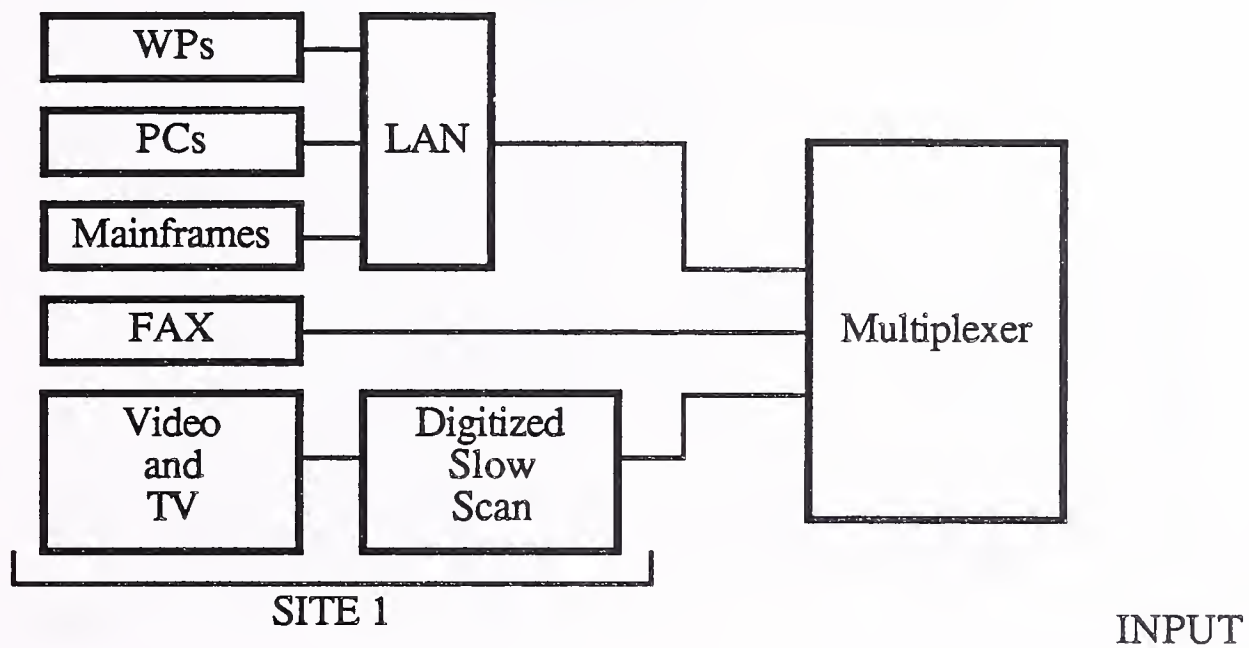 WPs
PCs
Mainframes
LAN
FAX
Video
and
TV
Digitized
Slow
Scan
Multiplexer
SITE 1
INPUT